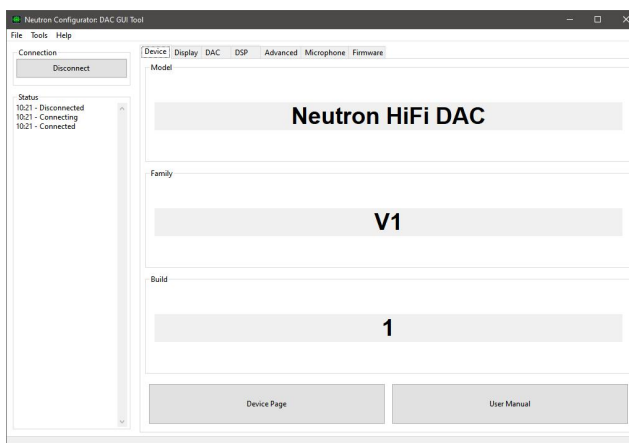 Neutron Configurator: DAC GUI Tool
File Tools Help
Connection
Disconnect
Status
10:21 - Disconnected
10:21 - Connecting
10:21 - Connected
Device Display DAC DSP Advanced Microphone Firmware
Model
Neutron HiFi DAC
Family
V1
Build
1
Device Page
User Manual